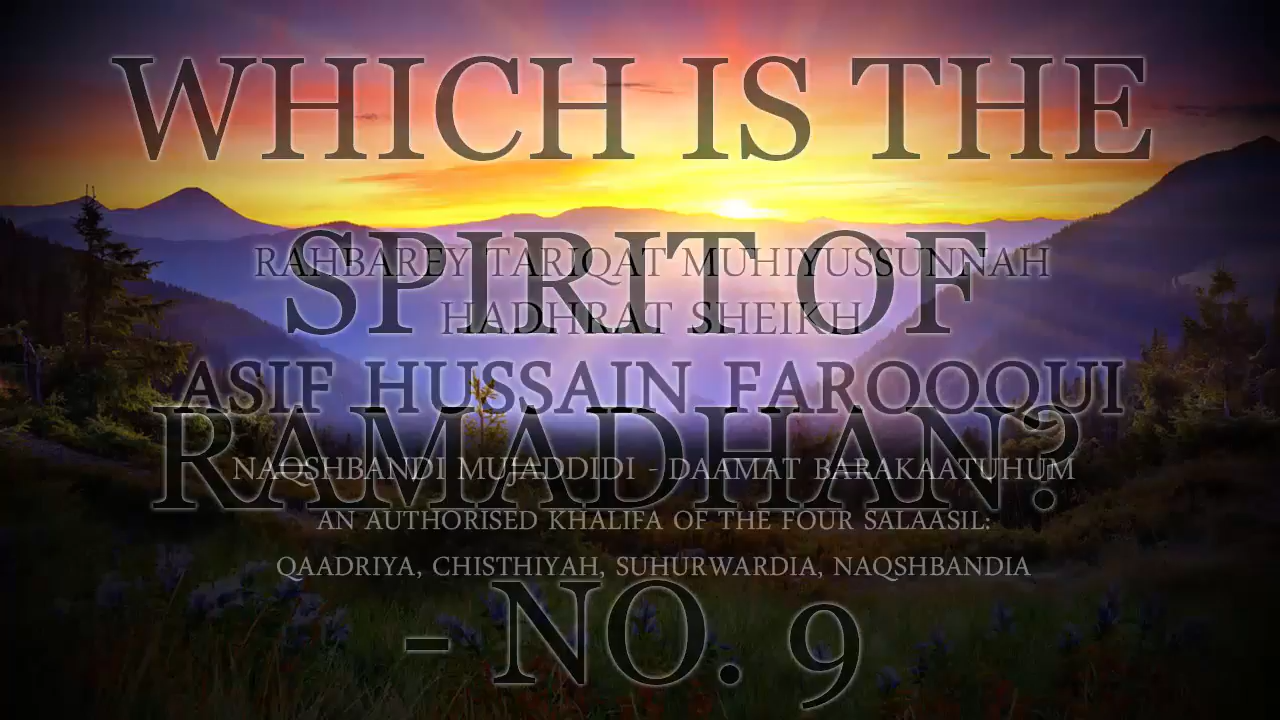 WHICH IS THE
SPIRIT OF
RAMADHAN?
- NO. 9
RAHBAREY TARIQAT MUHIYUSSUNNAH
HADHRAT SHEIKH
ASIF HUSSAIN FAROOQUI
NAQSHBANDI MUJADDIDI - DAAMAT BARAKAATUHUM
AN AUTHORISED KHALIFA OF THE FOUR SALAASIL:
QAADRIYA, CHISTHIYAH, SUHURWARDIA, NAQSHBANDIA